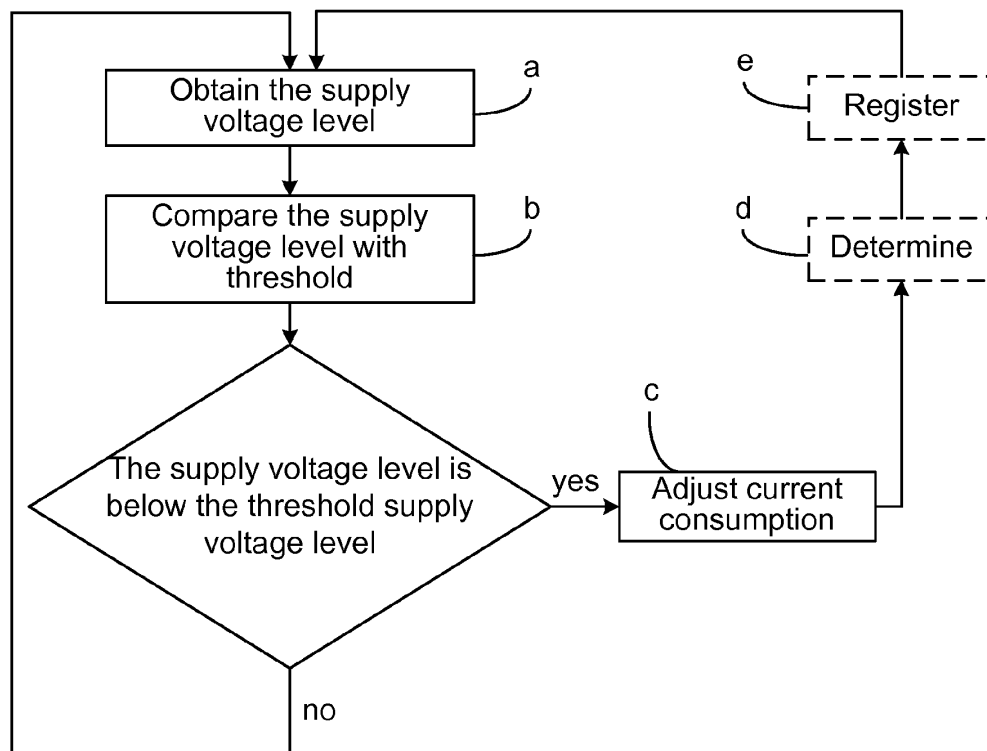 a
Obtain the supply
voltage level
e
Register
b
Compare the supply
voltage level with
threshold
d
Determine
c
The supply voltage level is
below the threshold supply
voltage level
yes
Adjust current
consumption
no